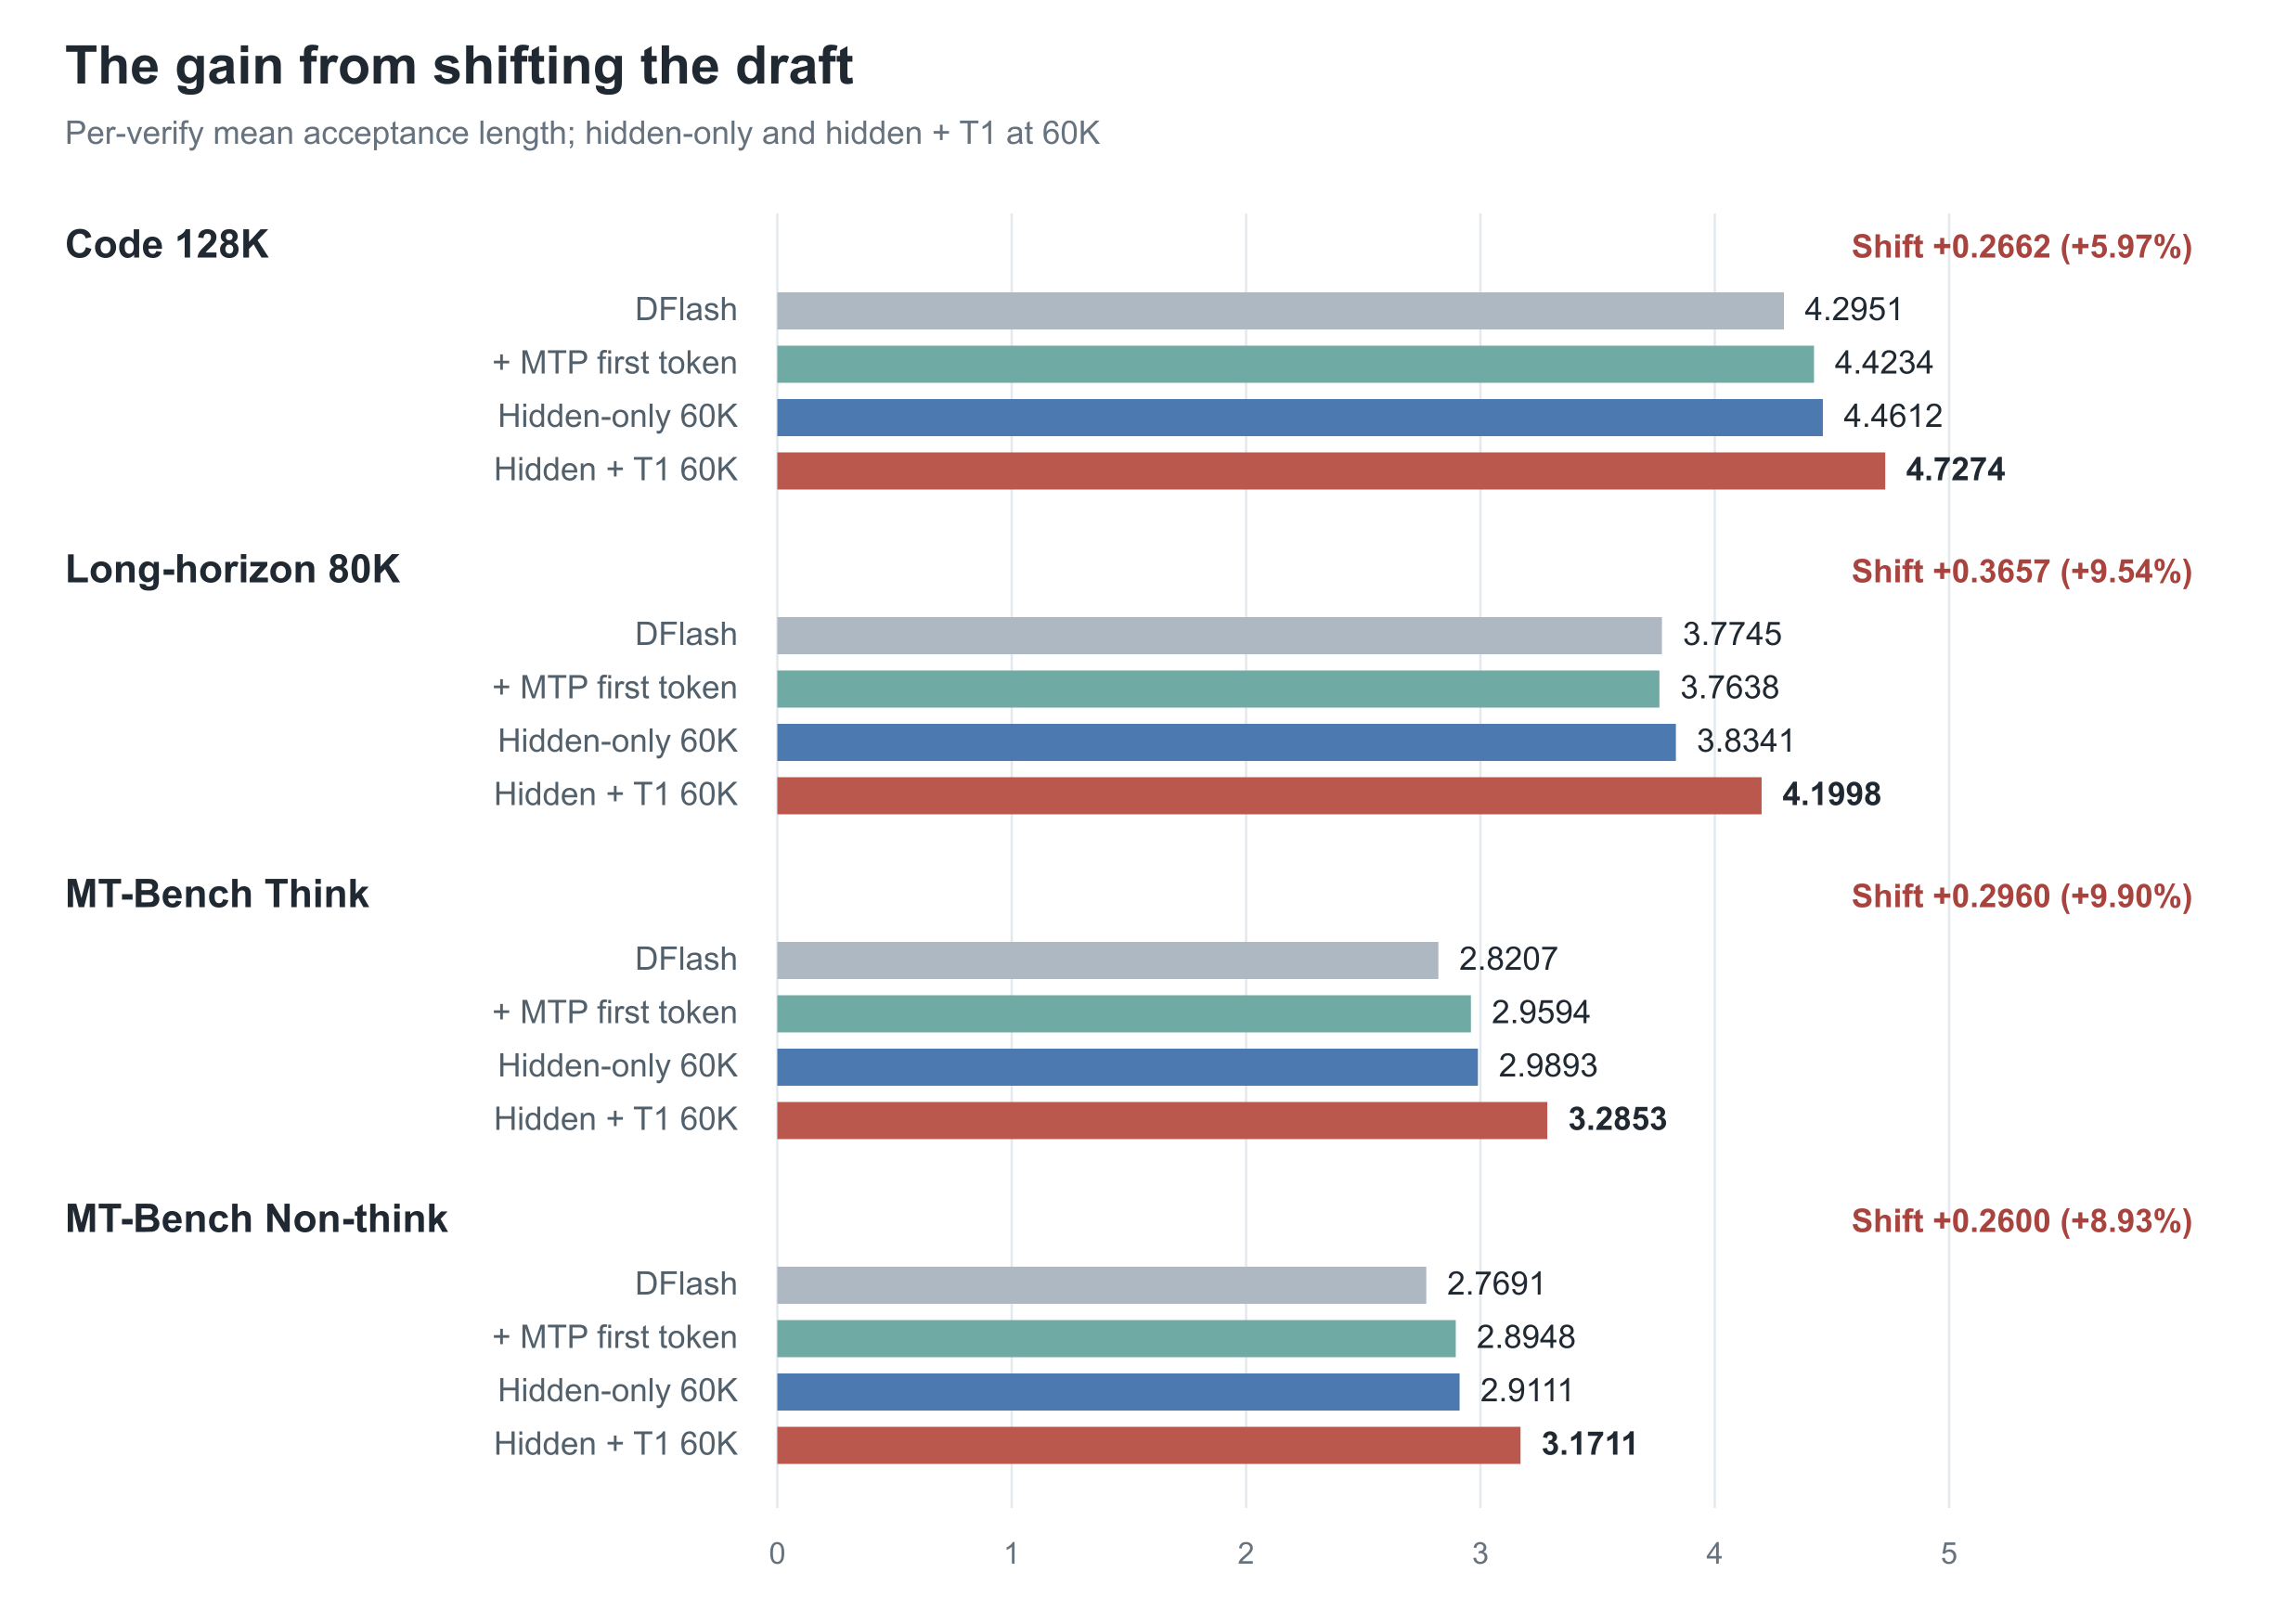 The gain from shifting the draft
Per-verify mean acceptance length; hidden-only and hidden + T1 at 60K
Code 128K
Shift +0.2662 (+5.97%)
DFlash 4.2951
+ MTP first token 4.4234
Hidden-only 60K 4.4612
Hidden + T1 60K 4.7274
Long-horizon 80K
Shift +0.3657 (+9.54%)
DFlash 3.7745
+ MTP first token 3.7638
Hidden-only 60K 3.8341
Hidden + T1 60K 4.1998
MT-Bench Think
Shift +0.2960 (+9.90%)
DFlash 2.8207
+ MTP first token 2.9594
Hidden-only 60K 2.9893
Hidden + T1 60K 3.2853
MT-Bench Non-think
Shift +0.2600 (+8.93%)
DFlash 2.7691
+ MTP first token 2.8948
Hidden-only 60K 2.9111
Hidden + T1 60K 3.1711
0 1 2 3 4 5